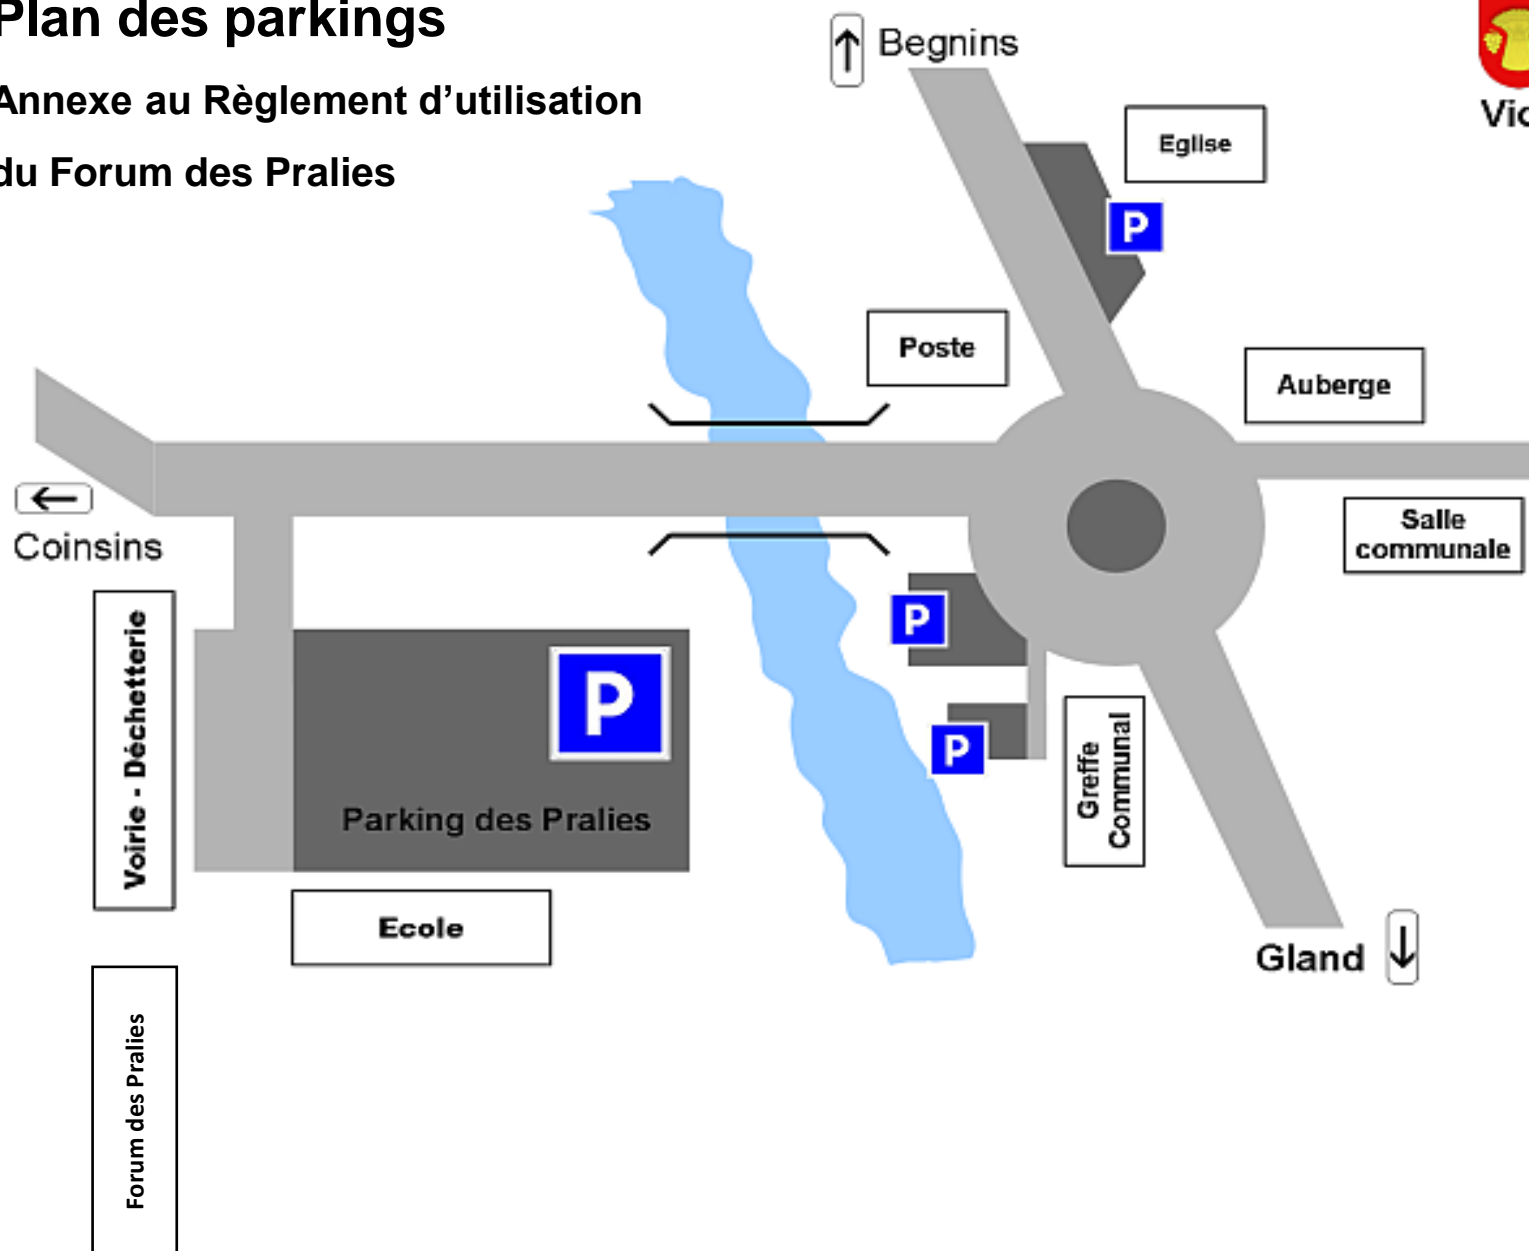 Plan des parkings
Annexe au Règlement d’utilisation
du Forum des Pralies
Begnins
Eglise
P
Poste
Auberge
Coinsins
Salle
communale
P
Voirie - Déchetterie
P
Parking des Pralies
P
Greffe
Communal
Ecole
Gland
Forum des Pralies